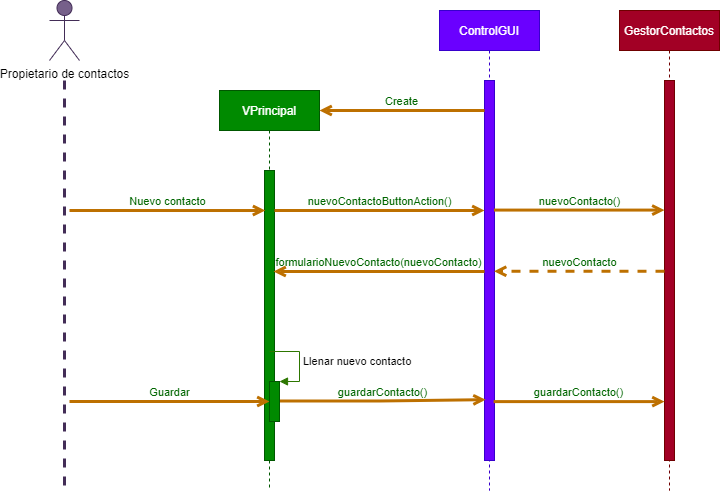 ControlGUI
GestorContactos
Propietario de contactos
VPrincipal
Create
Nuevo contacto
nuevoContactoButtonAction()
nuevoContacto()
formularioNuevoContacto(nuevoContacto)
nuevoContacto
Llenar nuevo contacto
Guardar
guardarContacto()
guardarContacto()